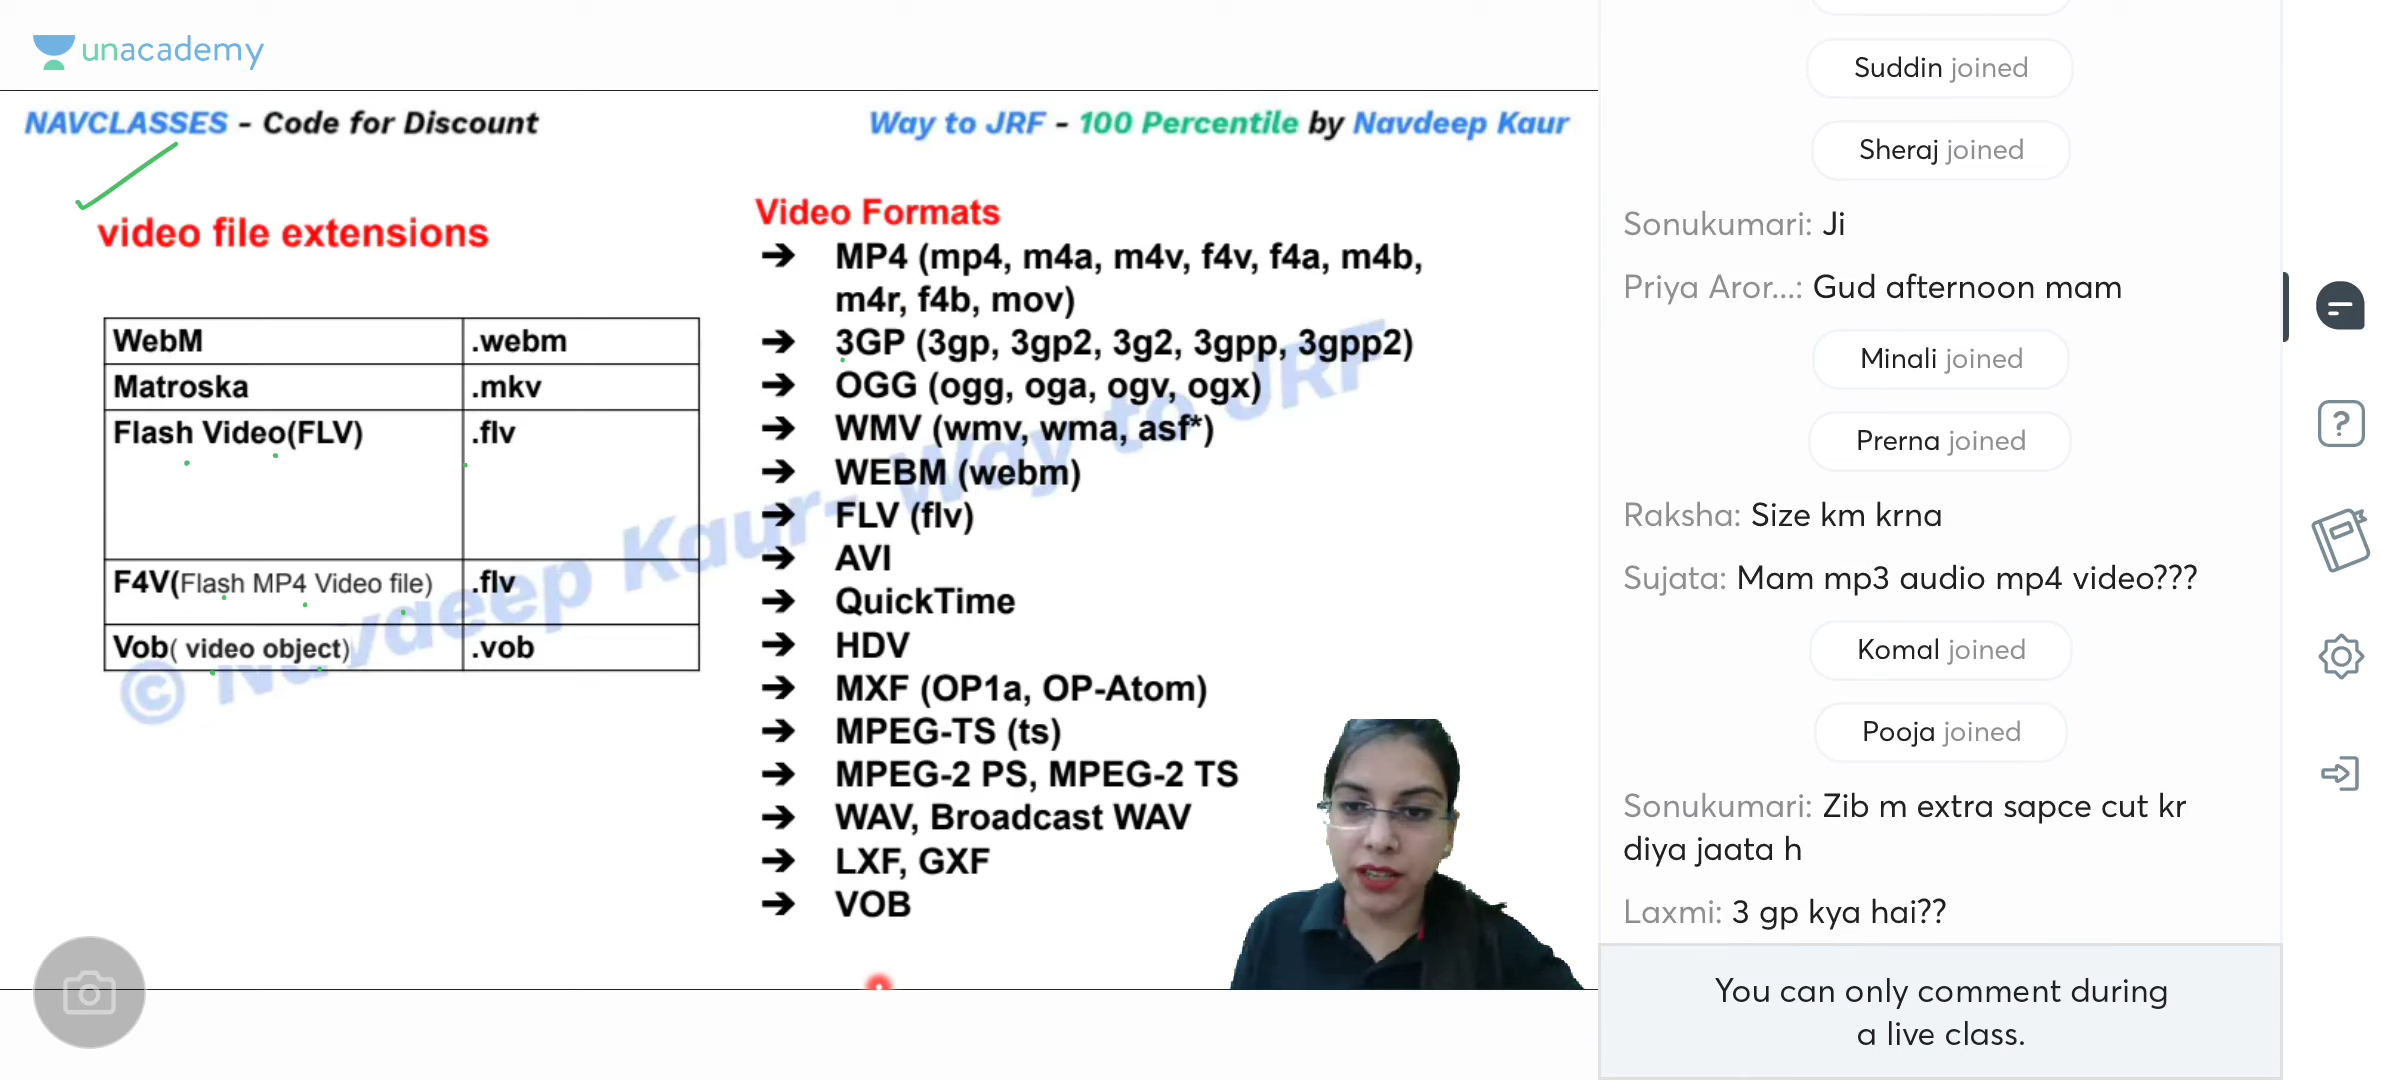 unacademy
NAVCLASSES - Code for Discount
Way to JRF - 100 Percentile by Navdeep Kaur
video file extensions
WebM .webm
Matroska .mkv
Flash Video(FLV) .flv
F4V(Flash MP4 Video file) .flv
Vob( video object) .vob
Video Formats
➔ MP4 (mp4, m4a, m4v, f4v, f4a, m4b,
m4r, f4b, mov)
➔ 3GP (3gp, 3gp2, 3g2, 3gpp, 3gpp2)
➔ OGG (ogg, oga, ogv, ogx)
➔ WMV (wmv, wma, asf*)
➔ WEBM (webm)
➔ FLV (flv)
➔ AVI
➔ QuickTime
➔ HDV
➔ MXF (OP1a, OP-Atom)
➔ MPEG-TS (ts)
➔ MPEG-2 PS, MPEG-2 TS
➔ WAV, Broadcast WAV
➔ LXF, GXF
➔ VOB
© Navdeep Kaur- Way to JRF
Suddin joined
Sheraj joined
Sonukumari: Ji
Priya Aror...: Gud afternoon mam
Minali joined
Prerna joined
Raksha: Size km krna
Sujata: Mam mp3 audio mp4 video???
Komal joined
Pooja joined
Sonukumari: Zib m extra sapce cut kr
diya jaata h
Laxmi: 3 gp kya hai??
You can only comment during
a live class.